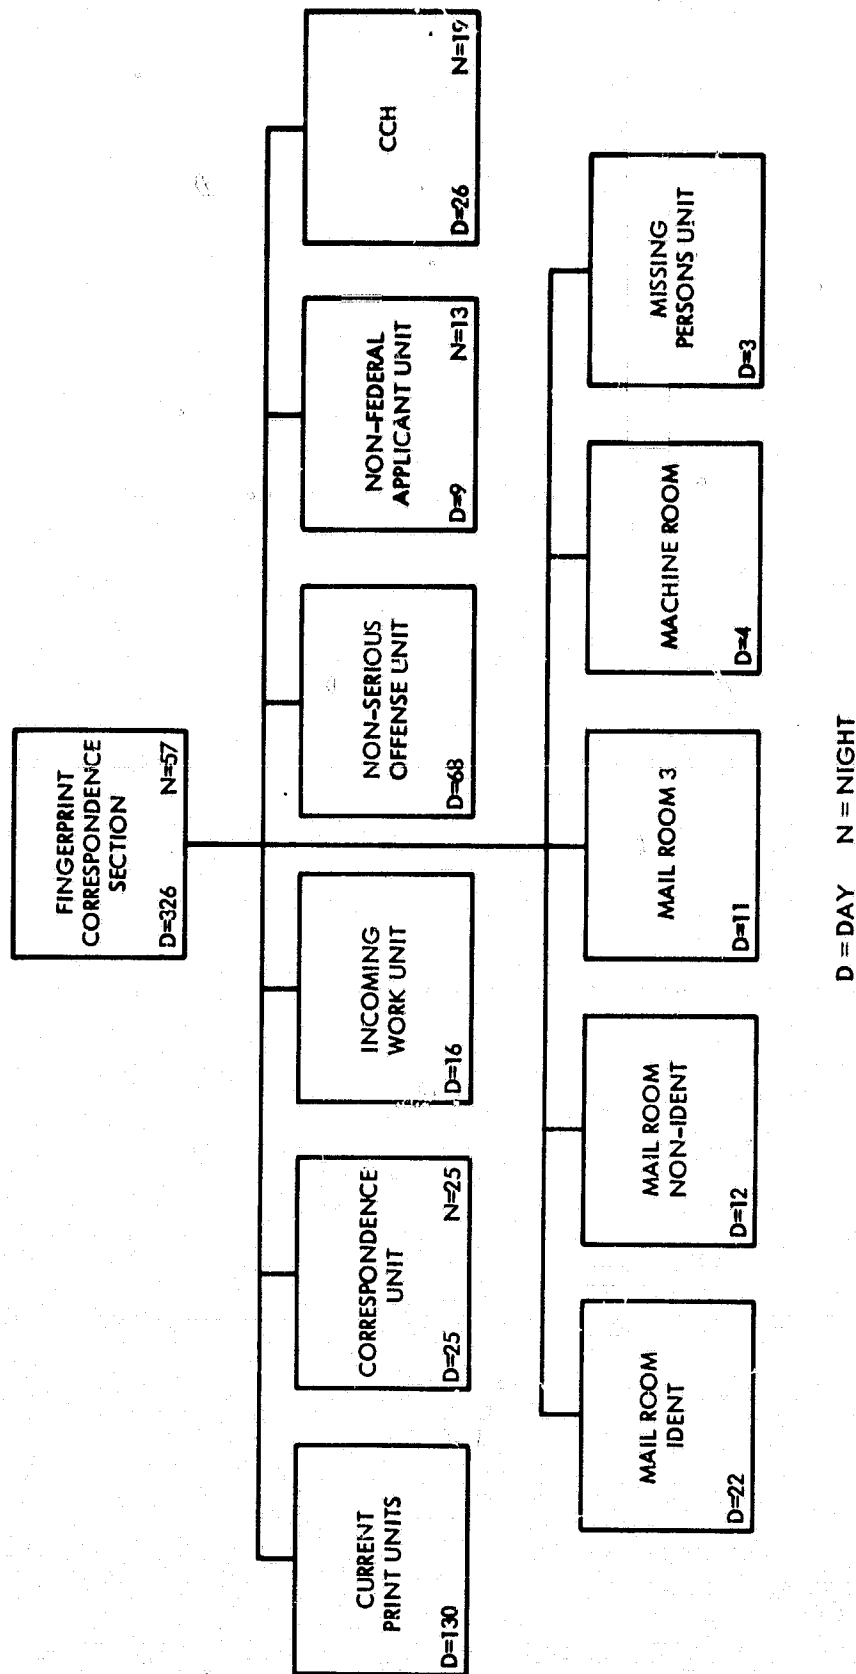 FINGERPRINT
CORRESPONDENCE
SECTION
D=326 N=57
CURRENT
PRINT UNITS
D=130
CORRESPONDENCE
UNIT
D=25 N=25
INCOMING
WORK UNIT
D=16
NON-SERIOUS
OFFENSE UNIT
D=68
NON-FEDERAL
APPLICANT UNIT
D=9 N=13
CCH
D=26 N=19
MAIL ROOM
IDENT
D=22
MAIL ROOM
NON-IDENT
D=12
MAIL ROOM 3
D=11
MACHINE ROOM
D=4
MISSING
PERSONS UNIT
D=3
D = DAY N = NIGHT